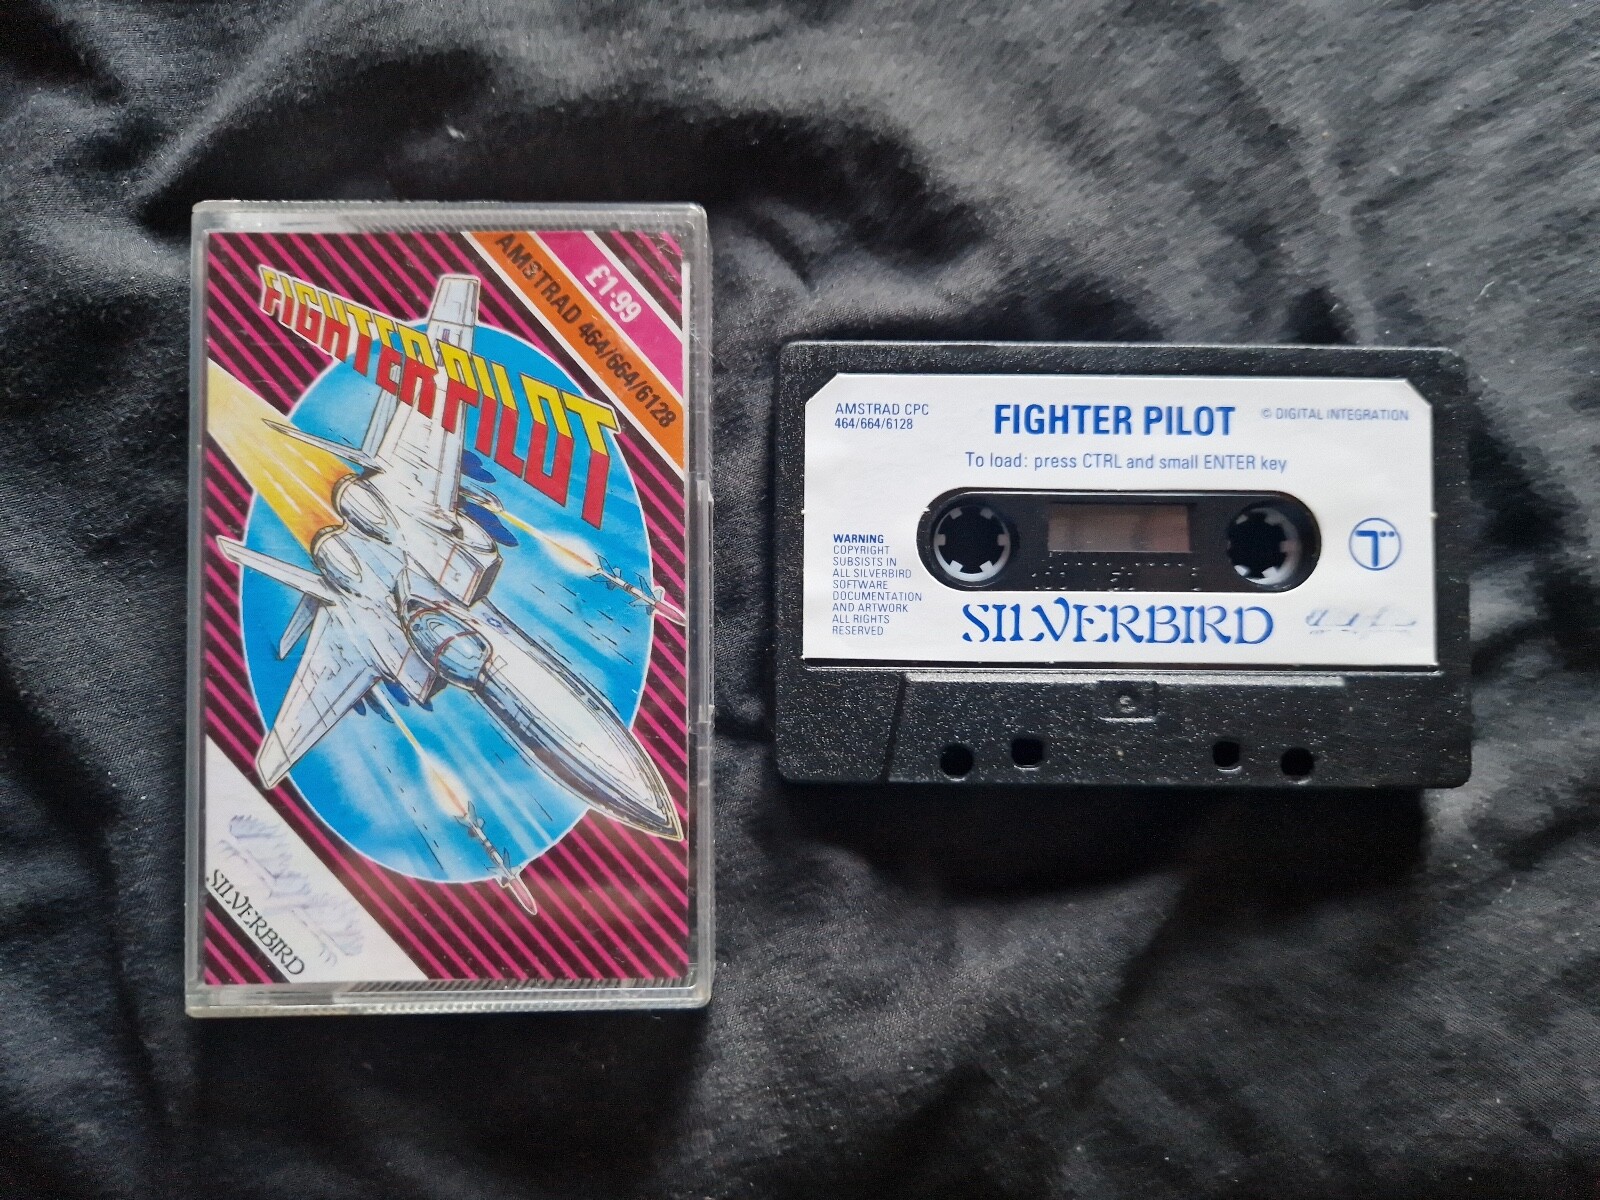 FIGHTER PILOT
£1.99
AMSTRAD 464/664/6128
SILVERBIRD
AMSTRAD CPC
464/664/6128
FIGHTER PILOT
© DIGITAL INTEGRATION
To load: press CTRL and small ENTER key
WARNING
COPYRIGHT
SUBSISTS IN
ALL SILVERBIRD
SOFTWARE
DOCUMENTATION
AND ARTWORK
ALL RIGHTS
RESERVED
SILVERBIRD